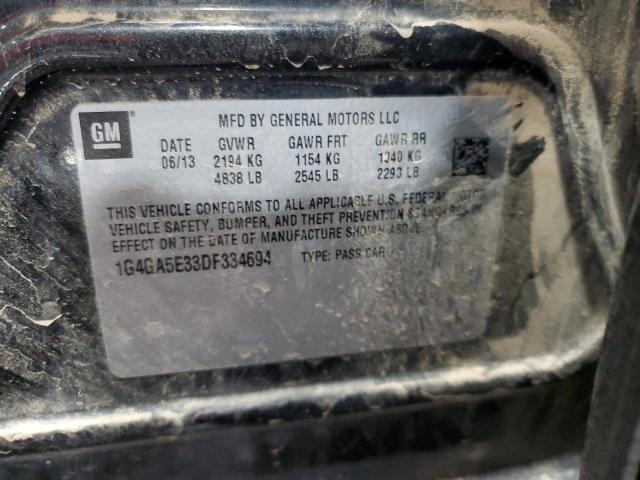 GM
MFD BY GENERAL MOTORS LLC
DATE GVWR GAWR FRT GAWR RR
06/13 2194 KG 1154 KG 1040 KG
4838 LB 2545 LB 2293 LB
THIS VEHICLE CONFORMS TO ALL APPLICABLE U.S. FEDERAL MOTOR
VEHICLE SAFETY, BUMPER, AND THEFT PREVENTION STANDARDS IN
EFFECT ON THE DATE OF MANUFACTURE SHOWN ABOVE.
1G4GA5E33DF334694 TYPE: PASS CAR